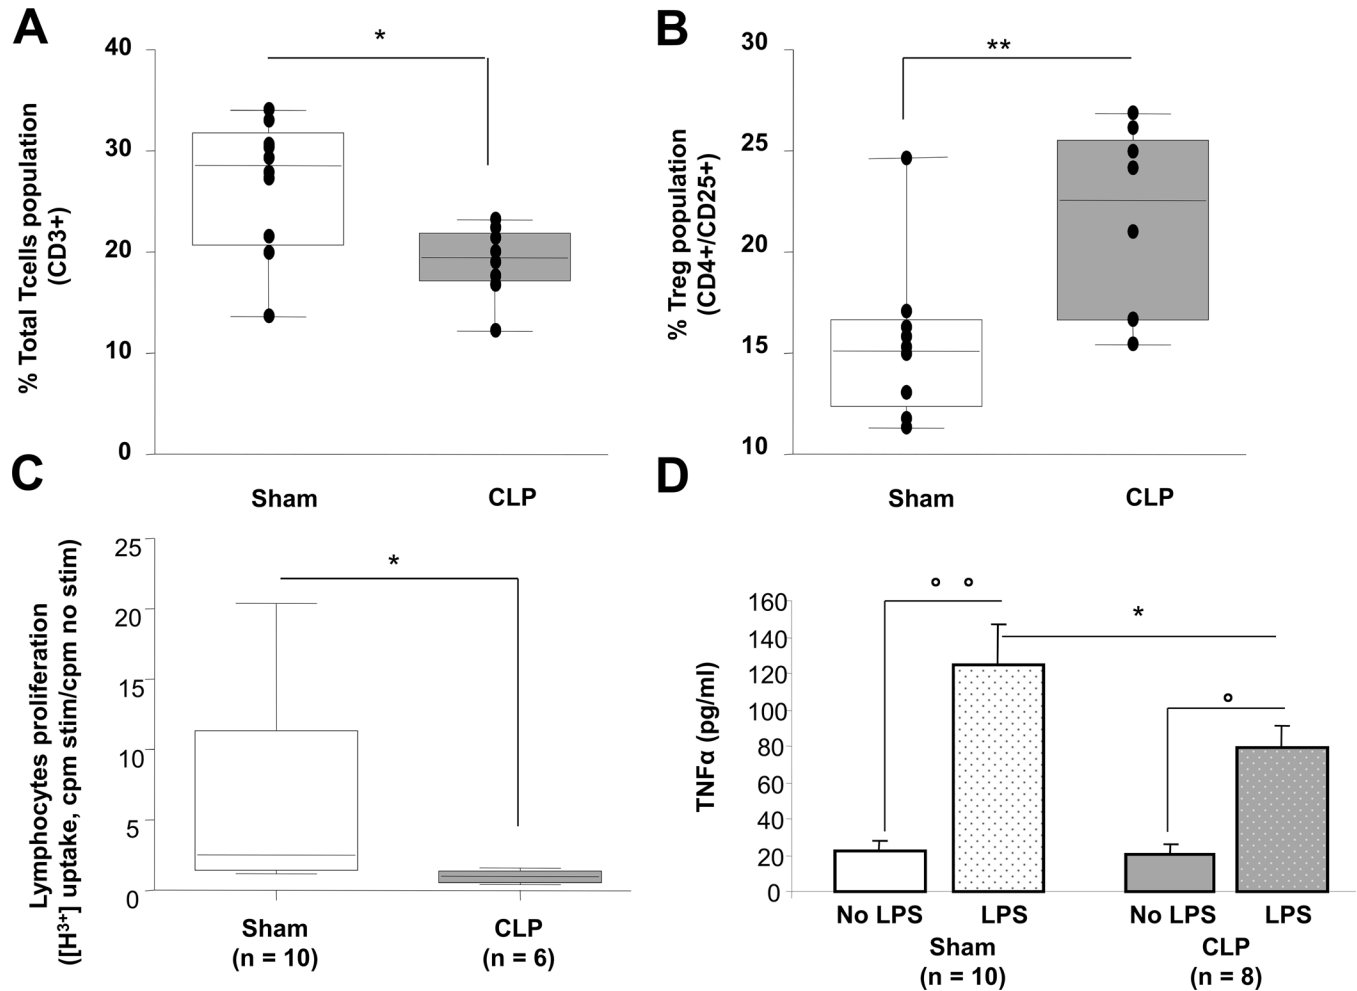 A
% Total Tcells population
(CD3+)
40
30
20
10
0
*
Sham
CLP
B
% Treg population
(CD4+/CD25+)
30
25
20
15
10
**
Sham
CLP
C
Lymphocytes proliferation
([H³⁺] uptake, cpm stim/cpm no stim)
25
20
15
10
5
0
*
Sham
(n = 10)
CLP
(n = 6)
D
TNFα (pg/ml)
160
140
120
100
80
60
40
20
0
° °
*
°
No LPS
LPS
No LPS
LPS
Sham
(n = 10)
CLP
(n = 8)